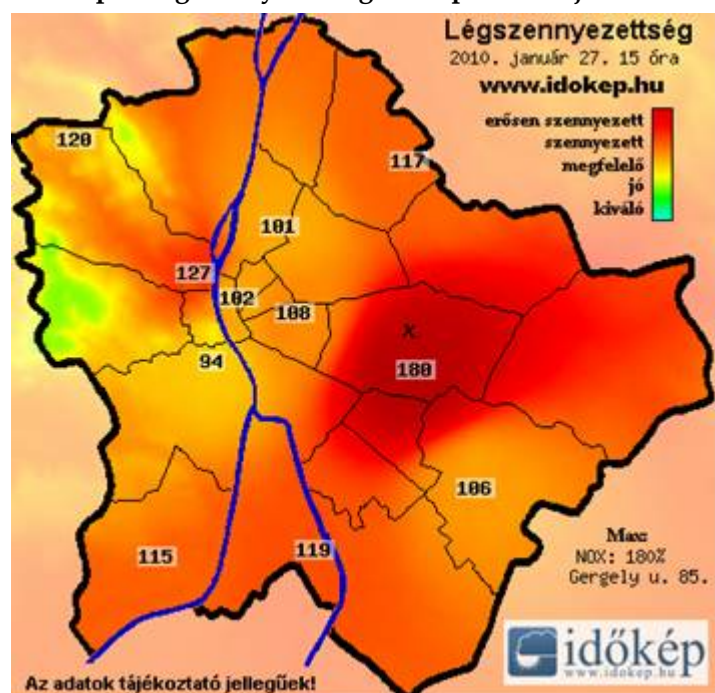 Légszennyezettség
2010. január 27. 15 óra
www.idokep.hu
erősen szennyezett
szennyezett
megfelelő
jó
kiváló
120
117
101
127
102
108
94
180
106
115
119
X
Max:
NOX: 180%
Gergely u. 85.
időkép
www.idokep.hu
Az adatok tájékoztató jellegűek!